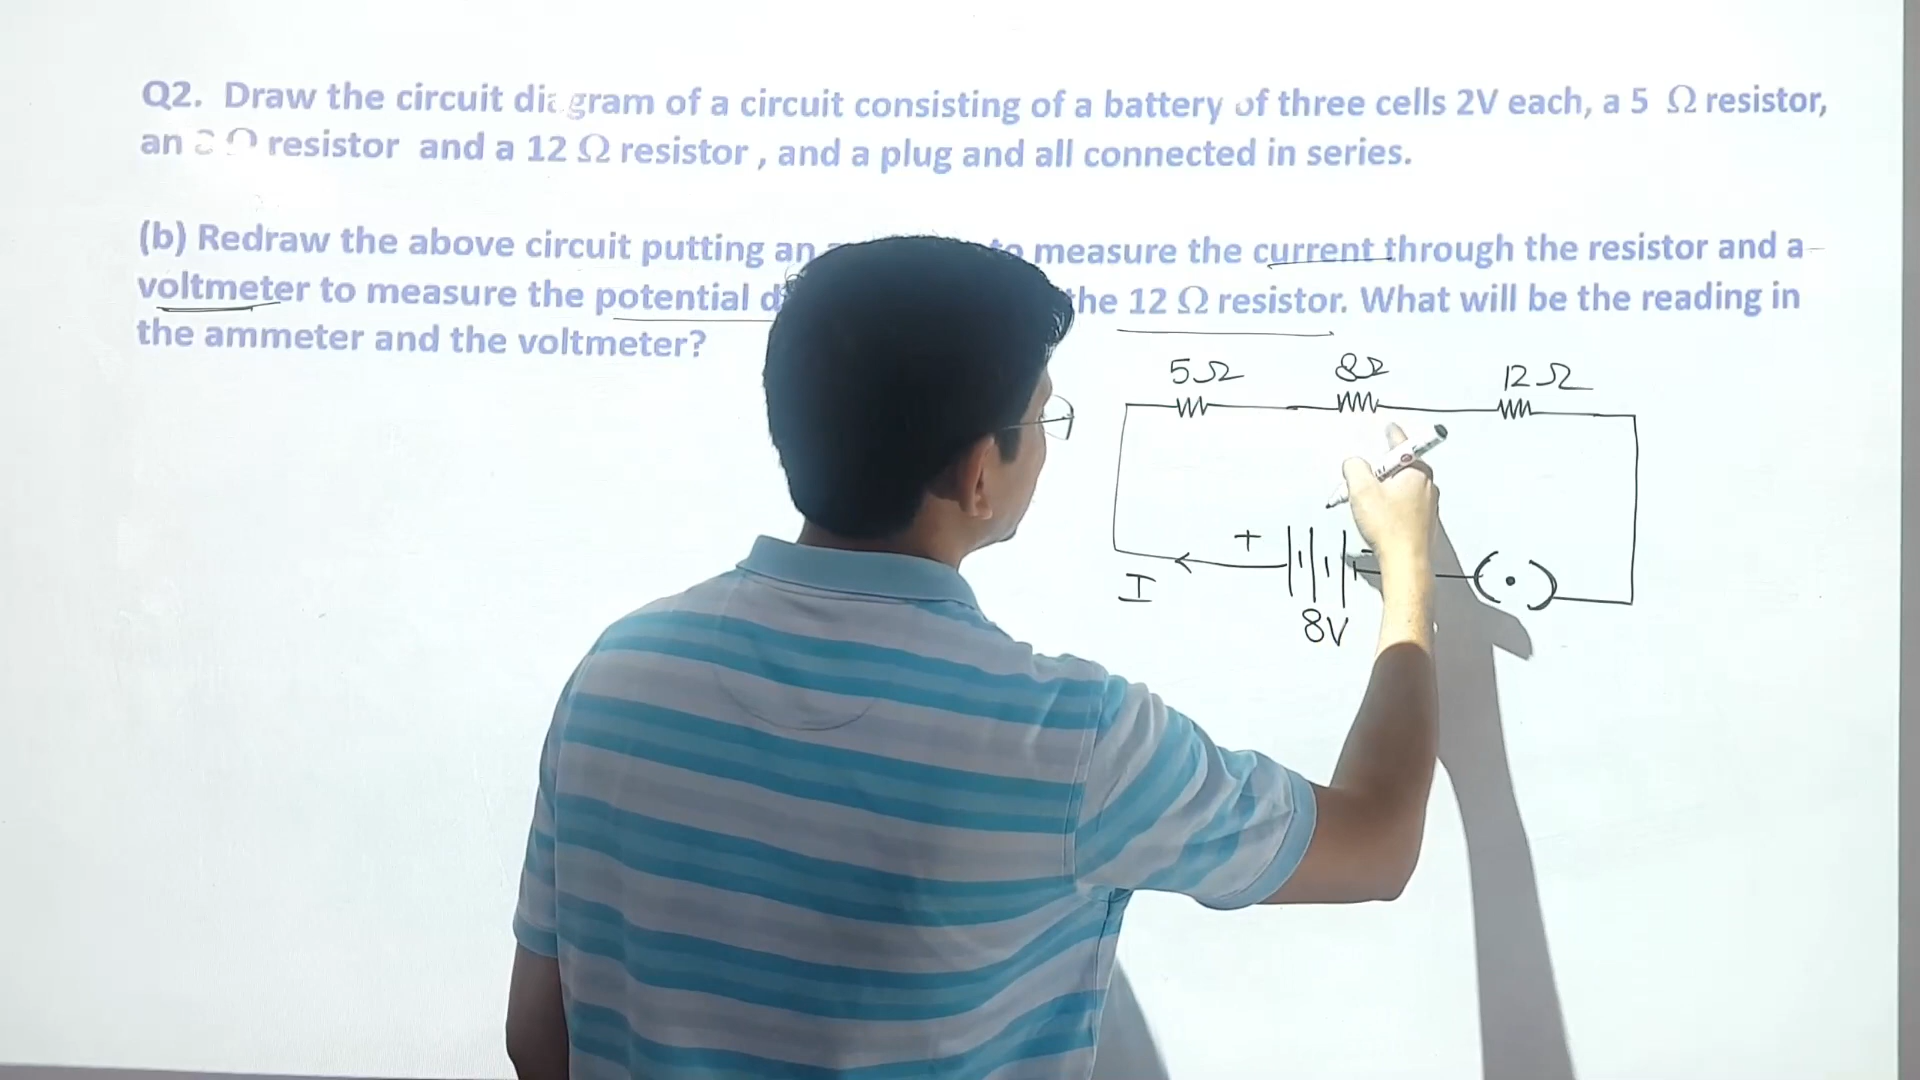 Q2. Draw the circuit diagram of a circuit consisting of a battery of three cells 2V each, a 5 Ω resistor,
an Ω resistor and a 12 Ω resistor , and a plug and all connected in series.
(b) Redraw the above circuit putting an measure the current through the resistor and a
voltmeter to measure the potential the 12 Ω resistor. What will be the reading in
the ammeter and the voltmeter?
5Ω 8Ω 12Ω
+
I
8V